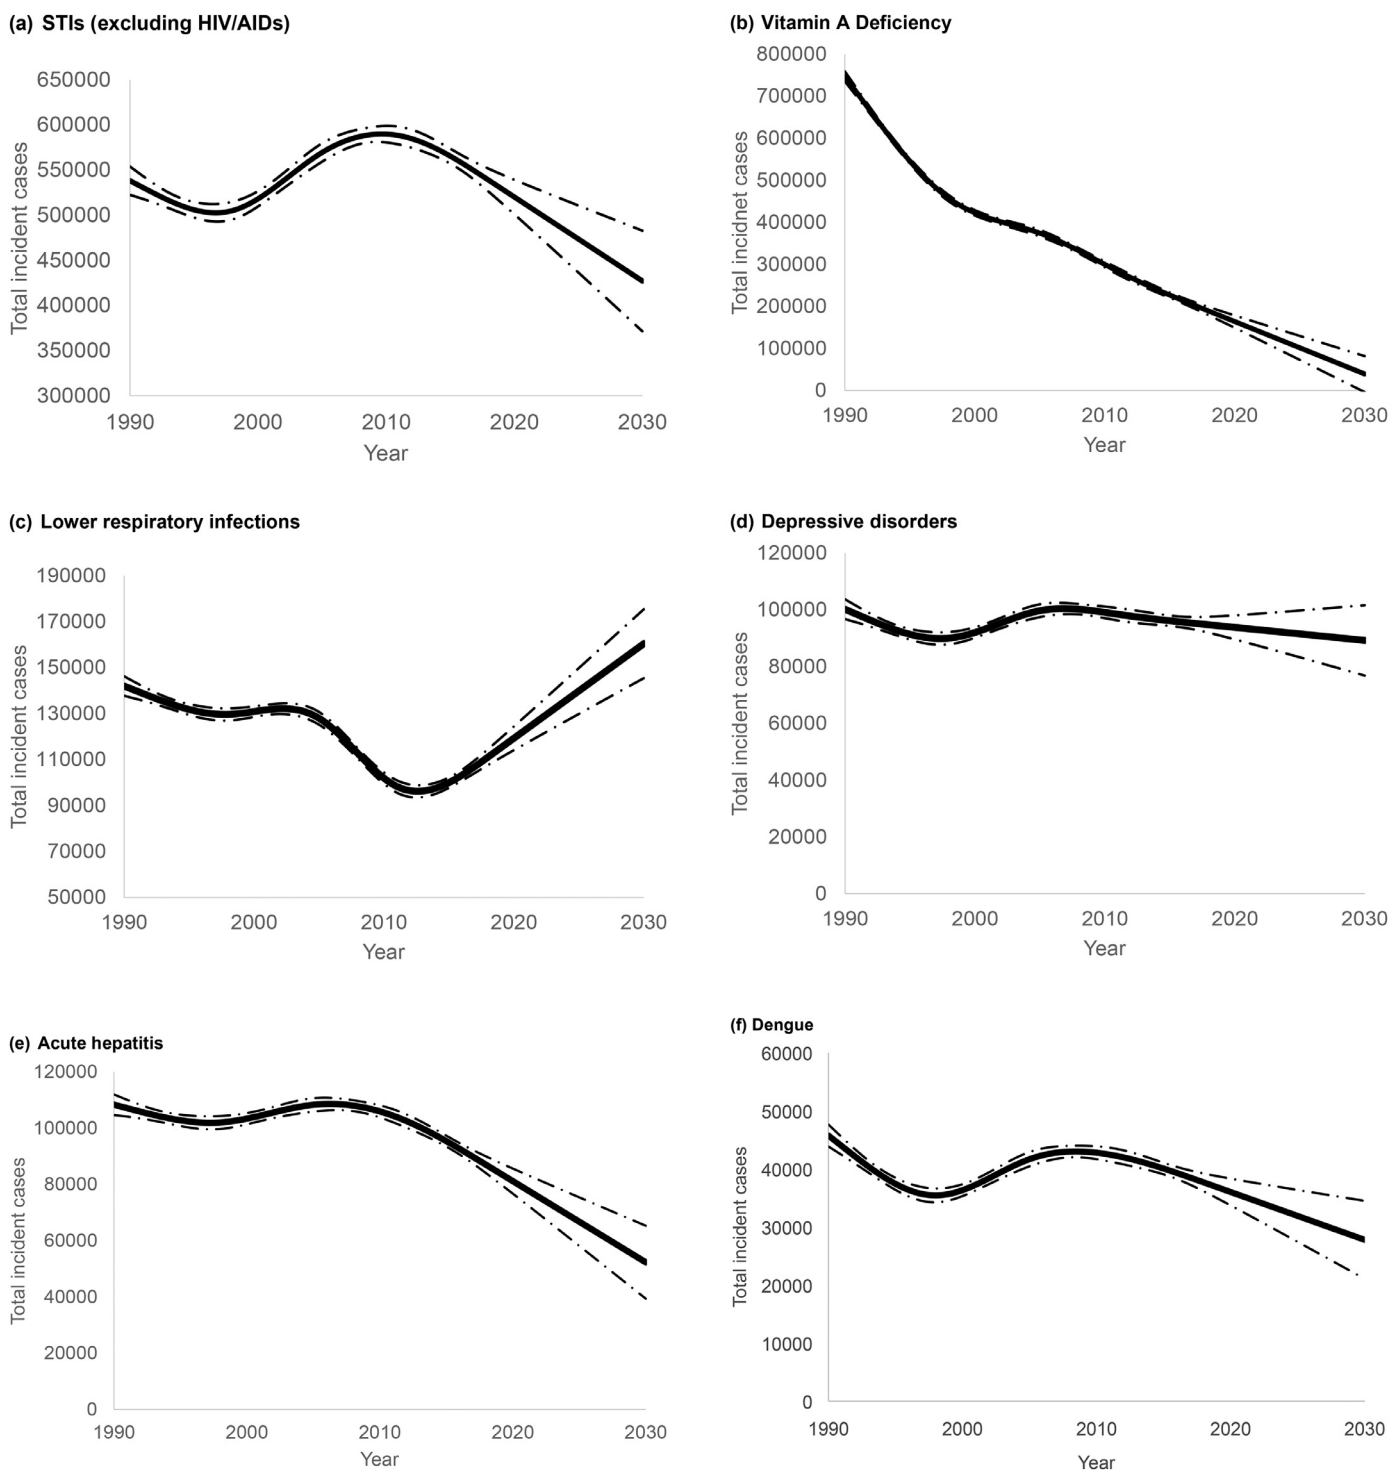 (a) STIs (excluding HIV/AIDs)
650000
600000
550000
500000
450000
400000
350000
300000
Total incident cases
1990 2000 2010 2020 2030
Year
(b) Vitamin A Deficiency
800000
700000
600000
500000
400000
300000
200000
100000
0
Total incidnet cases
1990 2000 2010 2020 2030
Year
(c) Lower respiratory infections
190000
170000
150000
130000
110000
90000
70000
50000
Total incident cases
1990 2000 2010 2020 2030
Year
(d) Depressive disorders
120000
100000
80000
60000
40000
20000
0
Total incident cases
1990 2000 2010 2020 2030
Year
(e) Acute hepatitis
120000
100000
80000
60000
40000
20000
0
Total incident cases
1990 2000 2010 2020 2030
Year
(f) Dengue
60000
50000
40000
30000
20000
10000
0
Total incident cases
1990 2000 2010 2020 2030
Year